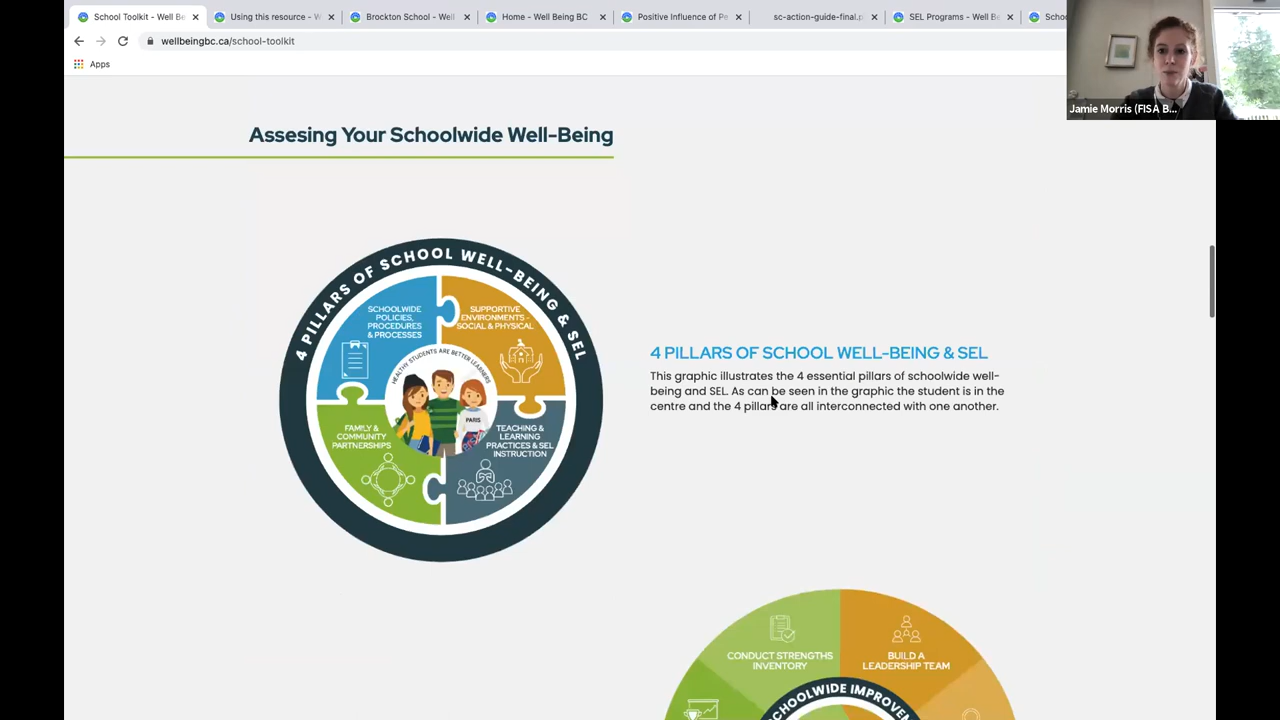 School Toolkit - Well Be
Using this resource - W
Brockton School - Well
Home - Well Being BC
Positive Influence of Pe
sc-action-guide-final.p
SEL Programs - Well Be
Schoo
wellbeingbc.ca/school-toolkit
Apps
Jamie Morris (FISA B...
Assesing Your Schoolwide Well-Being
4 PILLARS OF SCHOOL WELL-BEING & SEL
SCHOOLWIDE
POLICIES,
PROCEDURES
& PROCESSES
SUPPORTIVE
ENVIRONMENTS -
SOCIAL & PHYSICAL
HEALTHY STUDENTS ARE BETTER LEARNERS
PARIS
FAMILY &
COMMUNITY
PARTNERSHIPS
TEACHING &
LEARNING
PRACTICES & SEL
INSTRUCTION
4 PILLARS OF SCHOOL WELL-BEING & SEL
This graphic illustrates the 4 essential pillars of schoolwide well-
being and SEL. As can be seen in the graphic the student is in the
centre and the 4 pillars are all interconnected with one another.
CONDUCT STRENGTHS
INVENTORY
BUILD A
LEADERSHIP TEAM
SCHOOLWIDE IMPROVEM